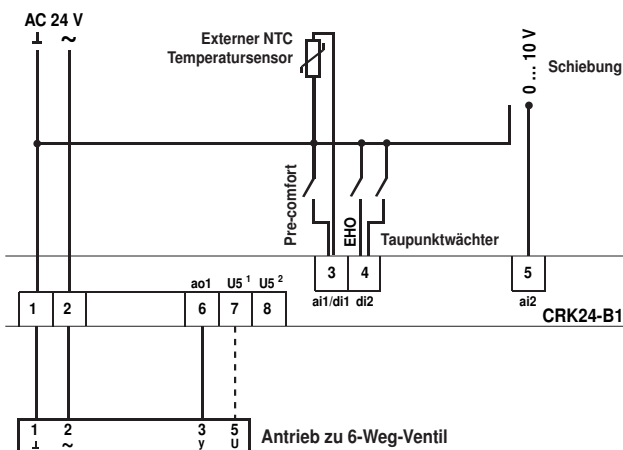 AC 24 V
⊥ ~
Externer NTC
Temperatursensor
0 ... 10 V
Schiebung
Pre-comfort
EHO
Taupunktwächter
3 4 5
ai1/di1 di2 ai2
ao1 U5 1 U5 2
1 2 6 7 8
CRK24-B1
1 2 3 5
⊥ ~ y U
Antrieb zu 6-Weg-Ventil